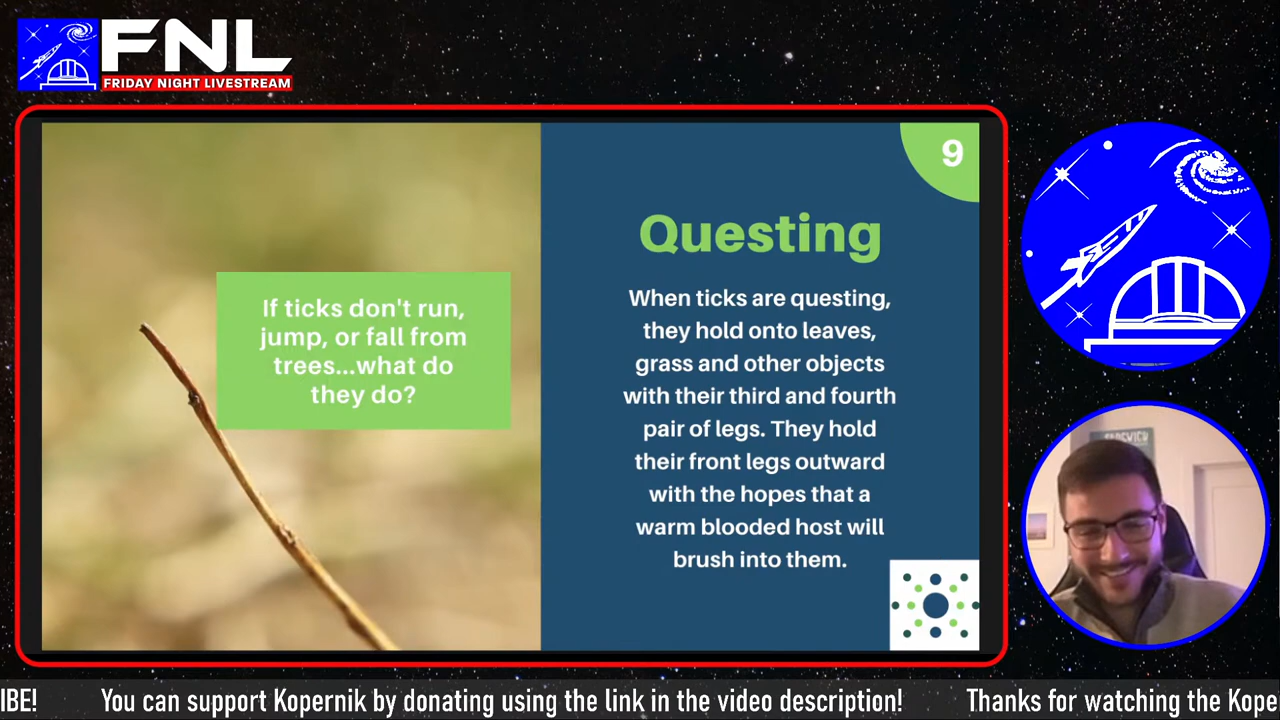 FNL
FRIDAY NIGHT LIVESTREAM
9
If ticks don't run,
jump, or fall from
trees...what do
they do?
Questing
When ticks are questing,
they hold onto leaves,
grass and other objects
with their third and fourth
pair of legs. They hold
their front legs outward
with the hopes that a
warm blooded host will
brush into them.
IBE! You can support Kopernik by donating using the link in the video description! Thanks for watching the Kope